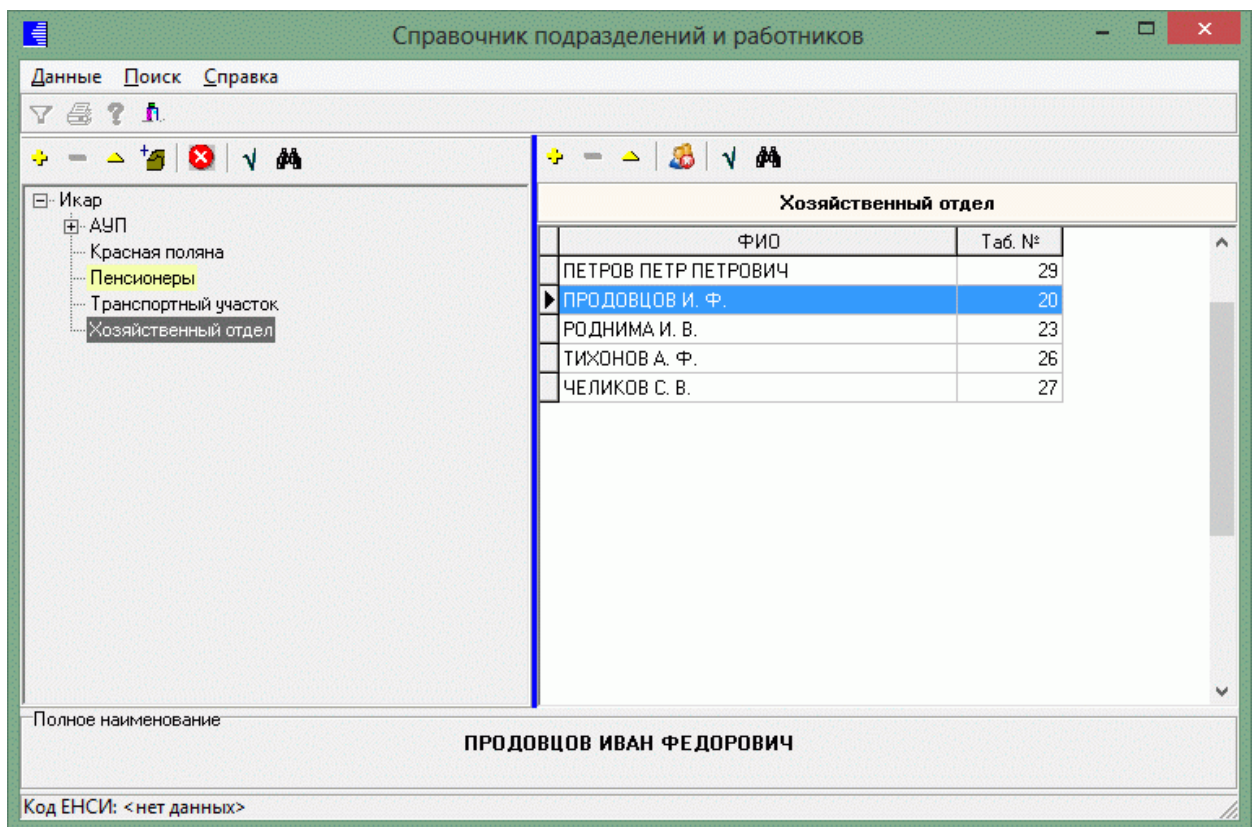 Справочник подразделений и работников
Данные Поиск Справка
Хозяйственный отдел
Икар
АУП
Красная поляна
Пенсионеры
Транспортный участок
Хозяйственный отдел
ФИО Таб. №
ПЕТРОВ ПЕТР ПЕТРОВИЧ 29
ПРОДОВЦОВ И. Ф. 20
РОДНИМА И. В. 23
ТИХОНОВ А. Ф. 26
ЧЕЛИКОВ С. В. 27
Полное наименование
ПРОДОВЦОВ ИВАН ФЕДОРОВИЧ
Код ЕНСИ: <нет данных>